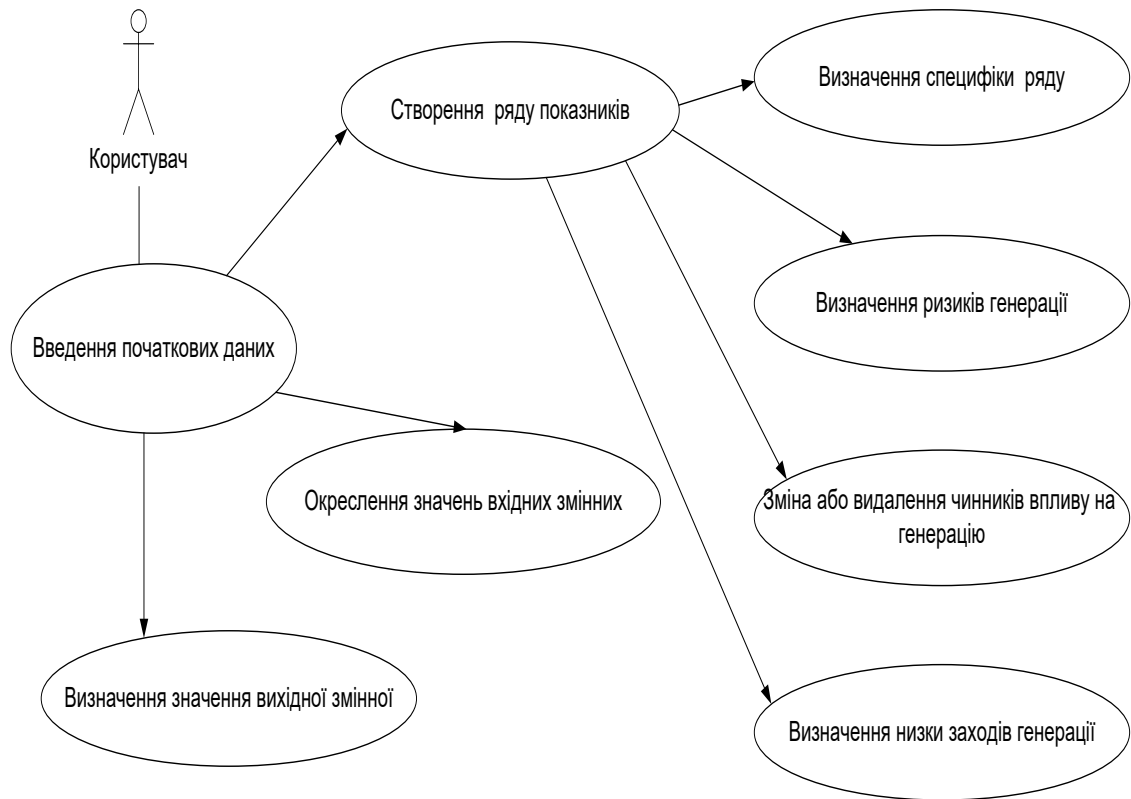 Користувач
Введення початкових даних
Створення ряду показників
Визначення специфіки ряду
Визначення ризиків генерації
Окреслення значень вхідних змінних
Зміна або видалення чинників впливу на
генерацію
Визначення значення вихідної змінної
Визначення низки заходів генерації